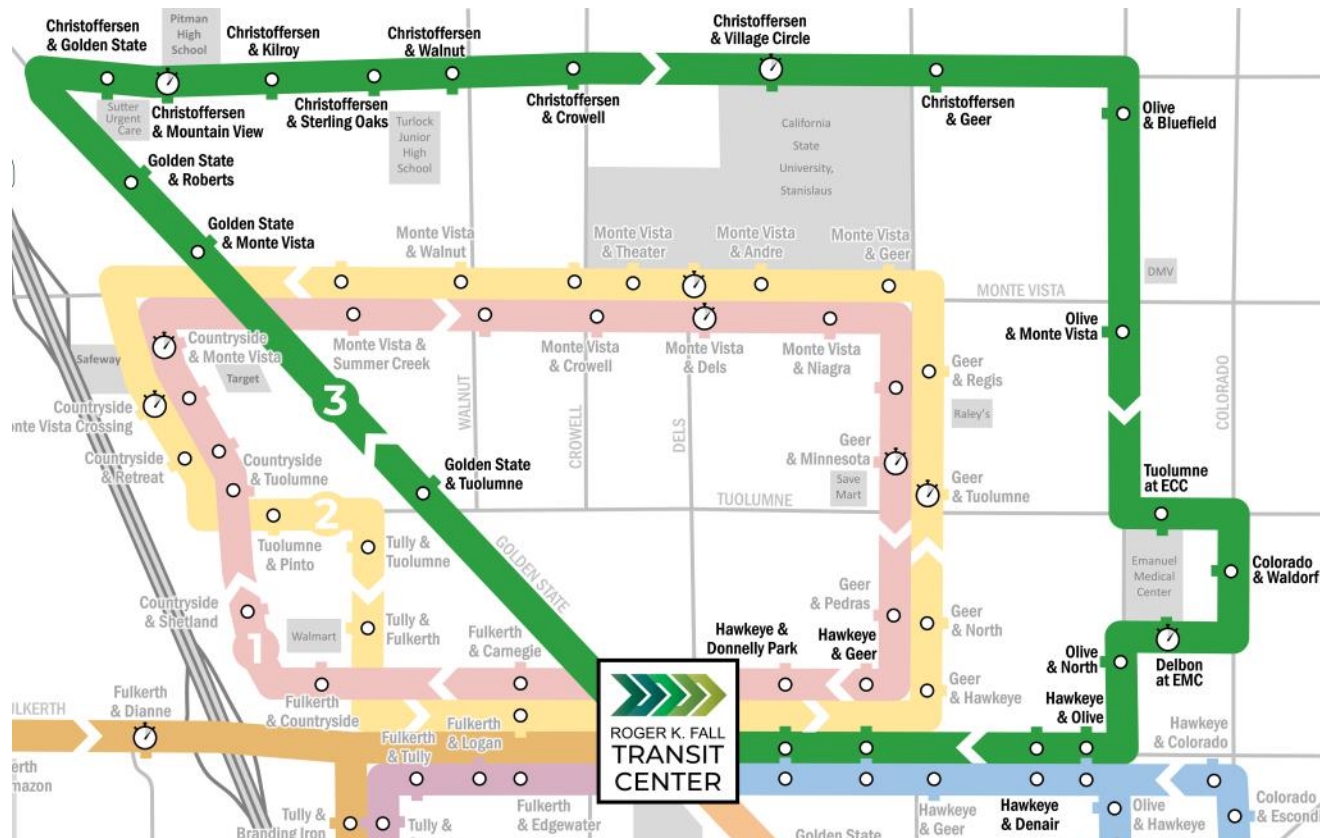 Christoffersen
& Golden State
Pitman
High
School
Christoffersen
& Kilroy
Christoffersen
& Walnut
Christoffersen
& Village Circle
Sutter
Urgent
Care
Christoffersen
& Mountain View
Christoffersen
& Sterling Oaks
Turlock
Junior
High
School
Christoffersen
& Crowell
California
State
University,
Stanislaus
Christoffersen
& Geer
Olive
& Bluefield
Golden State
& Roberts
Golden State
& Monte Vista
Monte Vista
& Walnut
Monte Vista
& Theater
Monte Vista
& Andre
Monte Vista
& Geer
DMV
MONTE VISTA
Olive
& Monte Vista
Safeway
Countryside
& Monte Vista
Target
Monte Vista &
Summer Creek
Monte Vista
& Crowell
Monte Vista
& Dels
Monte Vista
& Niagra
Geer
& Regis
Raley's
COLORADO
WALNUT
CROWELL
DELS
3
Countryside
onte Vista Crossing
Countryside
& Retreat
Countryside
& Tuolumne
Golden State
& Tuolumne
Geer
& Minnesota
Save
Mart
Geer
& Tuolumne
TUOLUMNE
Tuolumne
at ECC
2
Tuolumne
& Pinto
Tully &
Tuolumne
GOLDEN STATE
Emanuel
Medical
Center
Colorado
& Waldorf
Countryside
& Shetland
Walmart
Tully &
Fulkerth
Fulkerth
& Carnegie
Geer
& Pedras
Geer
& North
1
Hawkeye &
Donnelly Park
Hawkeye
& Geer
Olive
& North
Delbon
at EMC
Fulkerth
& Dianne
Fulkerth
& Countryside
Geer
& Hawkeye
Hawkeye
& Olive
ULKERTH
Fulkerth
& Tully
Fulkerth
& Logan
ROGER K. FALL
TRANSIT
CENTER
Hawkeye
& Colorado
erth
mazon
Tully &
Branding Iron
Tully &
Fulkerth
& Edgewater
Golden State
Hawkeye
& Geer
Hawkeye
& Denair
Olive
& Hawkeye
Colorado
& Escond